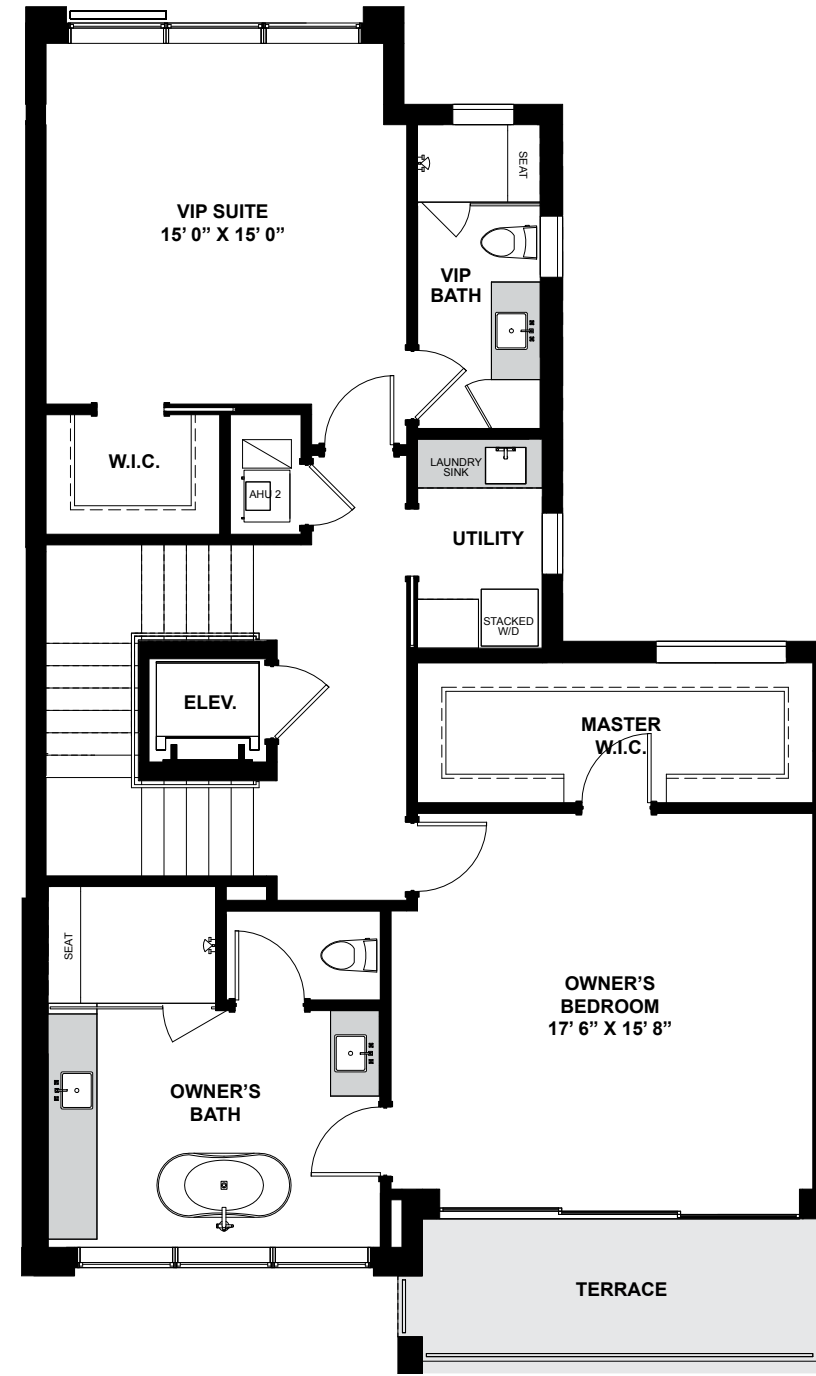 SEAT
VIP SUITE
15’ 0” X 15’ 0”
VIP
BATH
W.I.C.
LAUNDRY
SINK
AHU 2
UTILITY
STACKED
W/D
ELEV.
MASTER
W.I.C.
SEAT
OWNER’S
BEDROOM
17’ 6” X 15’ 8”
OWNER’S
BATH
TERRACE